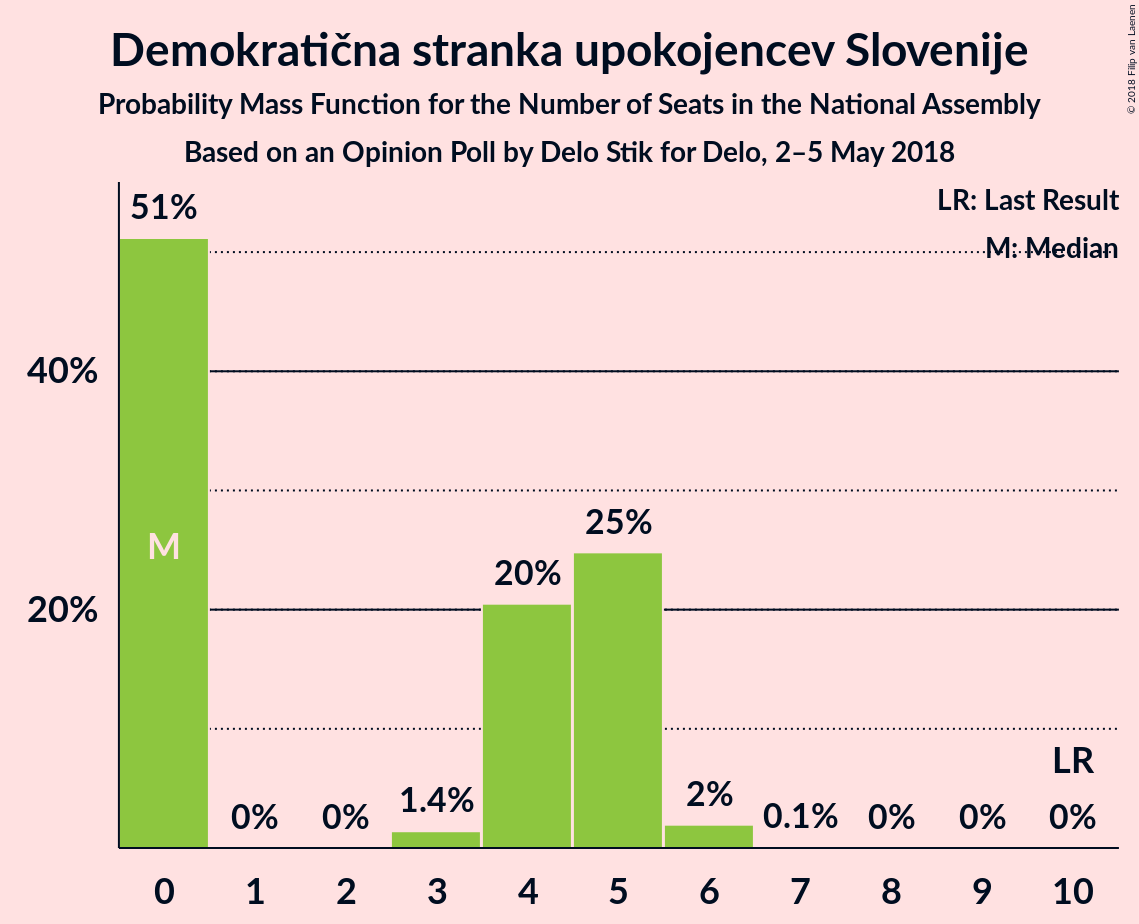 Demokratična stranka upokojencev Slovenije
Probability Mass Function for the Number of Seats in the National Assembly
Based on an Opinion Poll by Delo Stik for Delo, 2–5 May 2018
© 2018 Filip van Laenen
LR: Last Result
M: Median
51%
40%
25%
M
20%
20%
LR
0%
0%
1.4%
2%
0.1%
0%
0%
0%
0 1 2 3 4 5 6 7 8 9 10